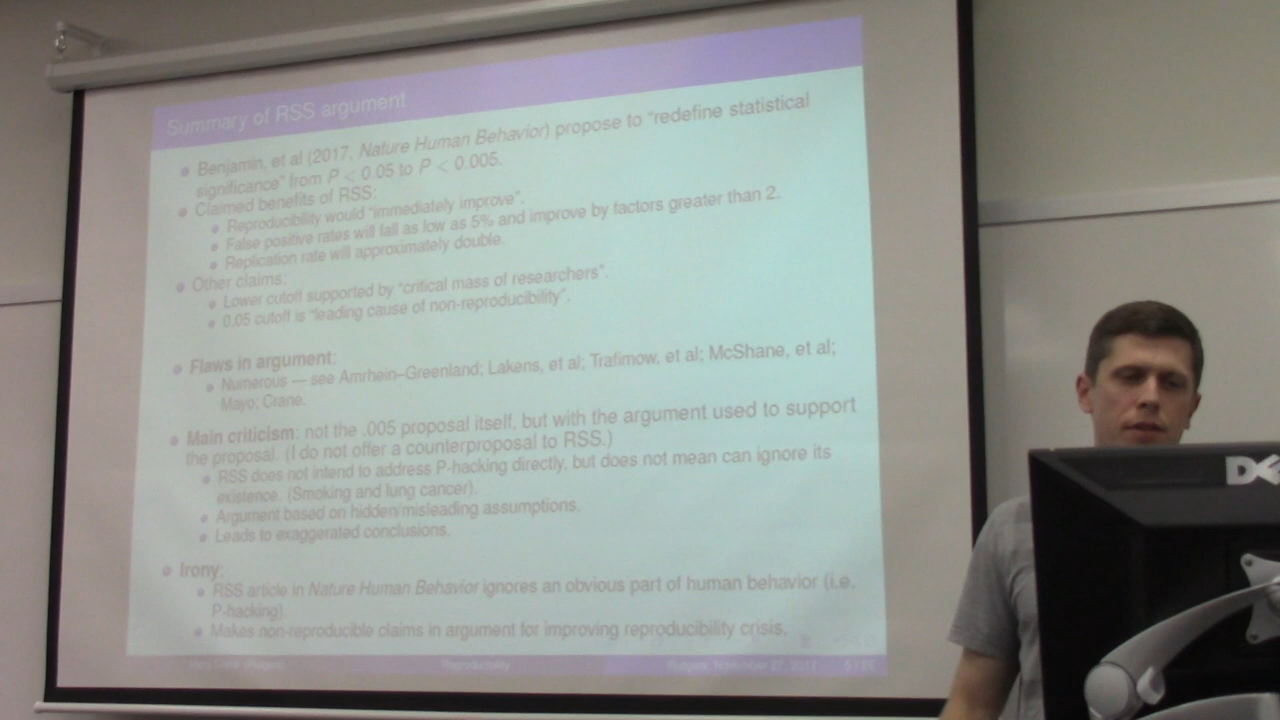 Summary of RSS argument
Benjamin, et al (2017, Nature Human Behavior) propose to "redefine statistical
significance" from P < 0.05 to P < 0.005.
Claimed benefits of RSS:
Reproducibility would "immediately improve".
False positive rates will fall as low as 5% and improve by factors greater than 2.
Replication rate will approximately double.
Other claims:
Lower cutoff supported by "critical mass of researchers".
0.05 cutoff is "leading cause of non-reproducibility".
Flaws in argument:
Numerous — see Amrhein–Greenland; Lakens, et al; Trafimow, et al; McShane, et al;
Mayo; Crane.
Main criticism: not the .005 proposal itself, but with the argument used to support
the proposal. (I do not offer a counterproposal to RSS.)
RSS does not intend to address P-hacking directly, but does not mean can ignore its
existence. (Smoking and lung cancer).
Argument based on hidden/misleading assumptions.
Leads to exaggerated conclusions.
Irony:
RSS article in Nature Human Behavior ignores an obvious part of human behavior (i.e.
P-hacking).
Makes non-reproducible claims in argument for improving reproducibility crisis.
Reproducibility
Rutgers, November 27, 2017